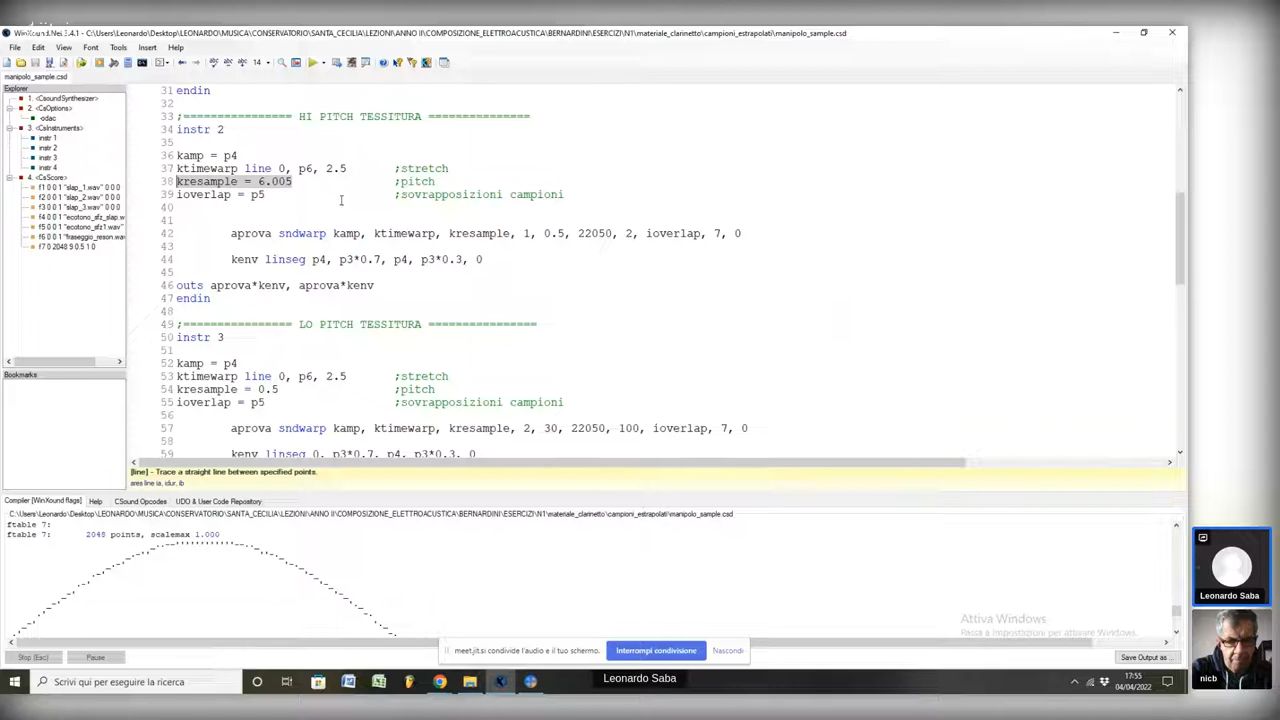 WinXound.Net 3.4.1 - C:\Users\Leonardo\Desktop\LEONARDO\MUSICA\CONSERVATORIO\SANTA_CECILIA\LEZIONI\ANNO II\COMPOSIZIONE_ELETTROACUSTICA\BERNARDINI\ESERCIZI\N1\materiale_clarinetto\campioni_estrapolati\manipolo_sample.csd
File Edit View Font Tools Insert Help
14
manipolo_sample.csd
Explorer
1. <CsoundSynthesizer>
2. <CsOptions>
-odac
3. <CsInstruments>
instr 1
instr 2
instr 3
instr 4
4. <CsScore>
f1 0 0 1 "slap_1.wav" 0 0 0
f2 0 0 1 "slap_2.wav" 0 0 0
f3 0 0 1 "slap_3.wav" 0 0 0
f4 0 0 1 "ecotono_sfz_slap.w
f5 0 0 1 "ecotono_sfz1.wav"
f6 0 0 1 "fraseggio_reson.wav
f7 0 2048 9 0.5 1 0
Bookmarks
31 endin
32
33 ;================ HI PITCH TESSITURA ===============
34 instr 2
35
36 kamp = p4
37 ktimewarp line 0, p6, 2.5 ;stretch
38 kresample = 6.005 ;pitch
39 ioverlap = p5 ;sovrapposizioni campioni
40
41
42 aprova sndwarp kamp, ktimewarp, kresample, 1, 0.5, 22050, 2, ioverlap, 7, 0
43
44 kenv linseg p4, p3*0.7, p4, p3*0.3, 0
45
46 outs aprova*kenv, aprova*kenv
47 endin
48
49 ;================ LO PITCH TESSITURA ================
50 instr 3
51
52 kamp = p4
53 ktimewarp line 0, p6, 2.5 ;stretch
54 kresample = 0.5 ;pitch
55 ioverlap = p5 ;sovrapposizioni campioni
56
57 aprova sndwarp kamp, ktimewarp, kresample, 2, 30, 22050, 100, ioverlap, 7, 0
58
59 kenv linseg 0, p3*0.7, p4, p3*0.3, 0
[line] - Trace a straight line between specified points.
ares line ia, idur, ib
Compiler [WinXound flags] Help CSound Opcodes UDO & User Code Repository
C:\Users\Leonardo\Desktop\LEONARDO\MUSICA\CONSERVATORIO\SANTA_CECILIA\LEZIONI\ANNO II\COMPOSIZIONE_ELETTROACUSTICA\BERNARDINI\ESERCIZI\N1\materiale_clarinetto\campioni_estrapolati\manipolo_sample.csd
ftable 7:
ftable 7: 2048 points, scalemax 1.000
Attiva Windows
Passa a Impostazioni per attivare Windows.
meet.jit.si condivide l'audio e il tuo schermo. Interrompi condivisione Nascondi
Stop (Esc) Pause Save Output as ...
Scrivi qui per eseguire la ricerca
17:55
04/04/2022
Leonardo Saba
Leonardo Saba
nicb